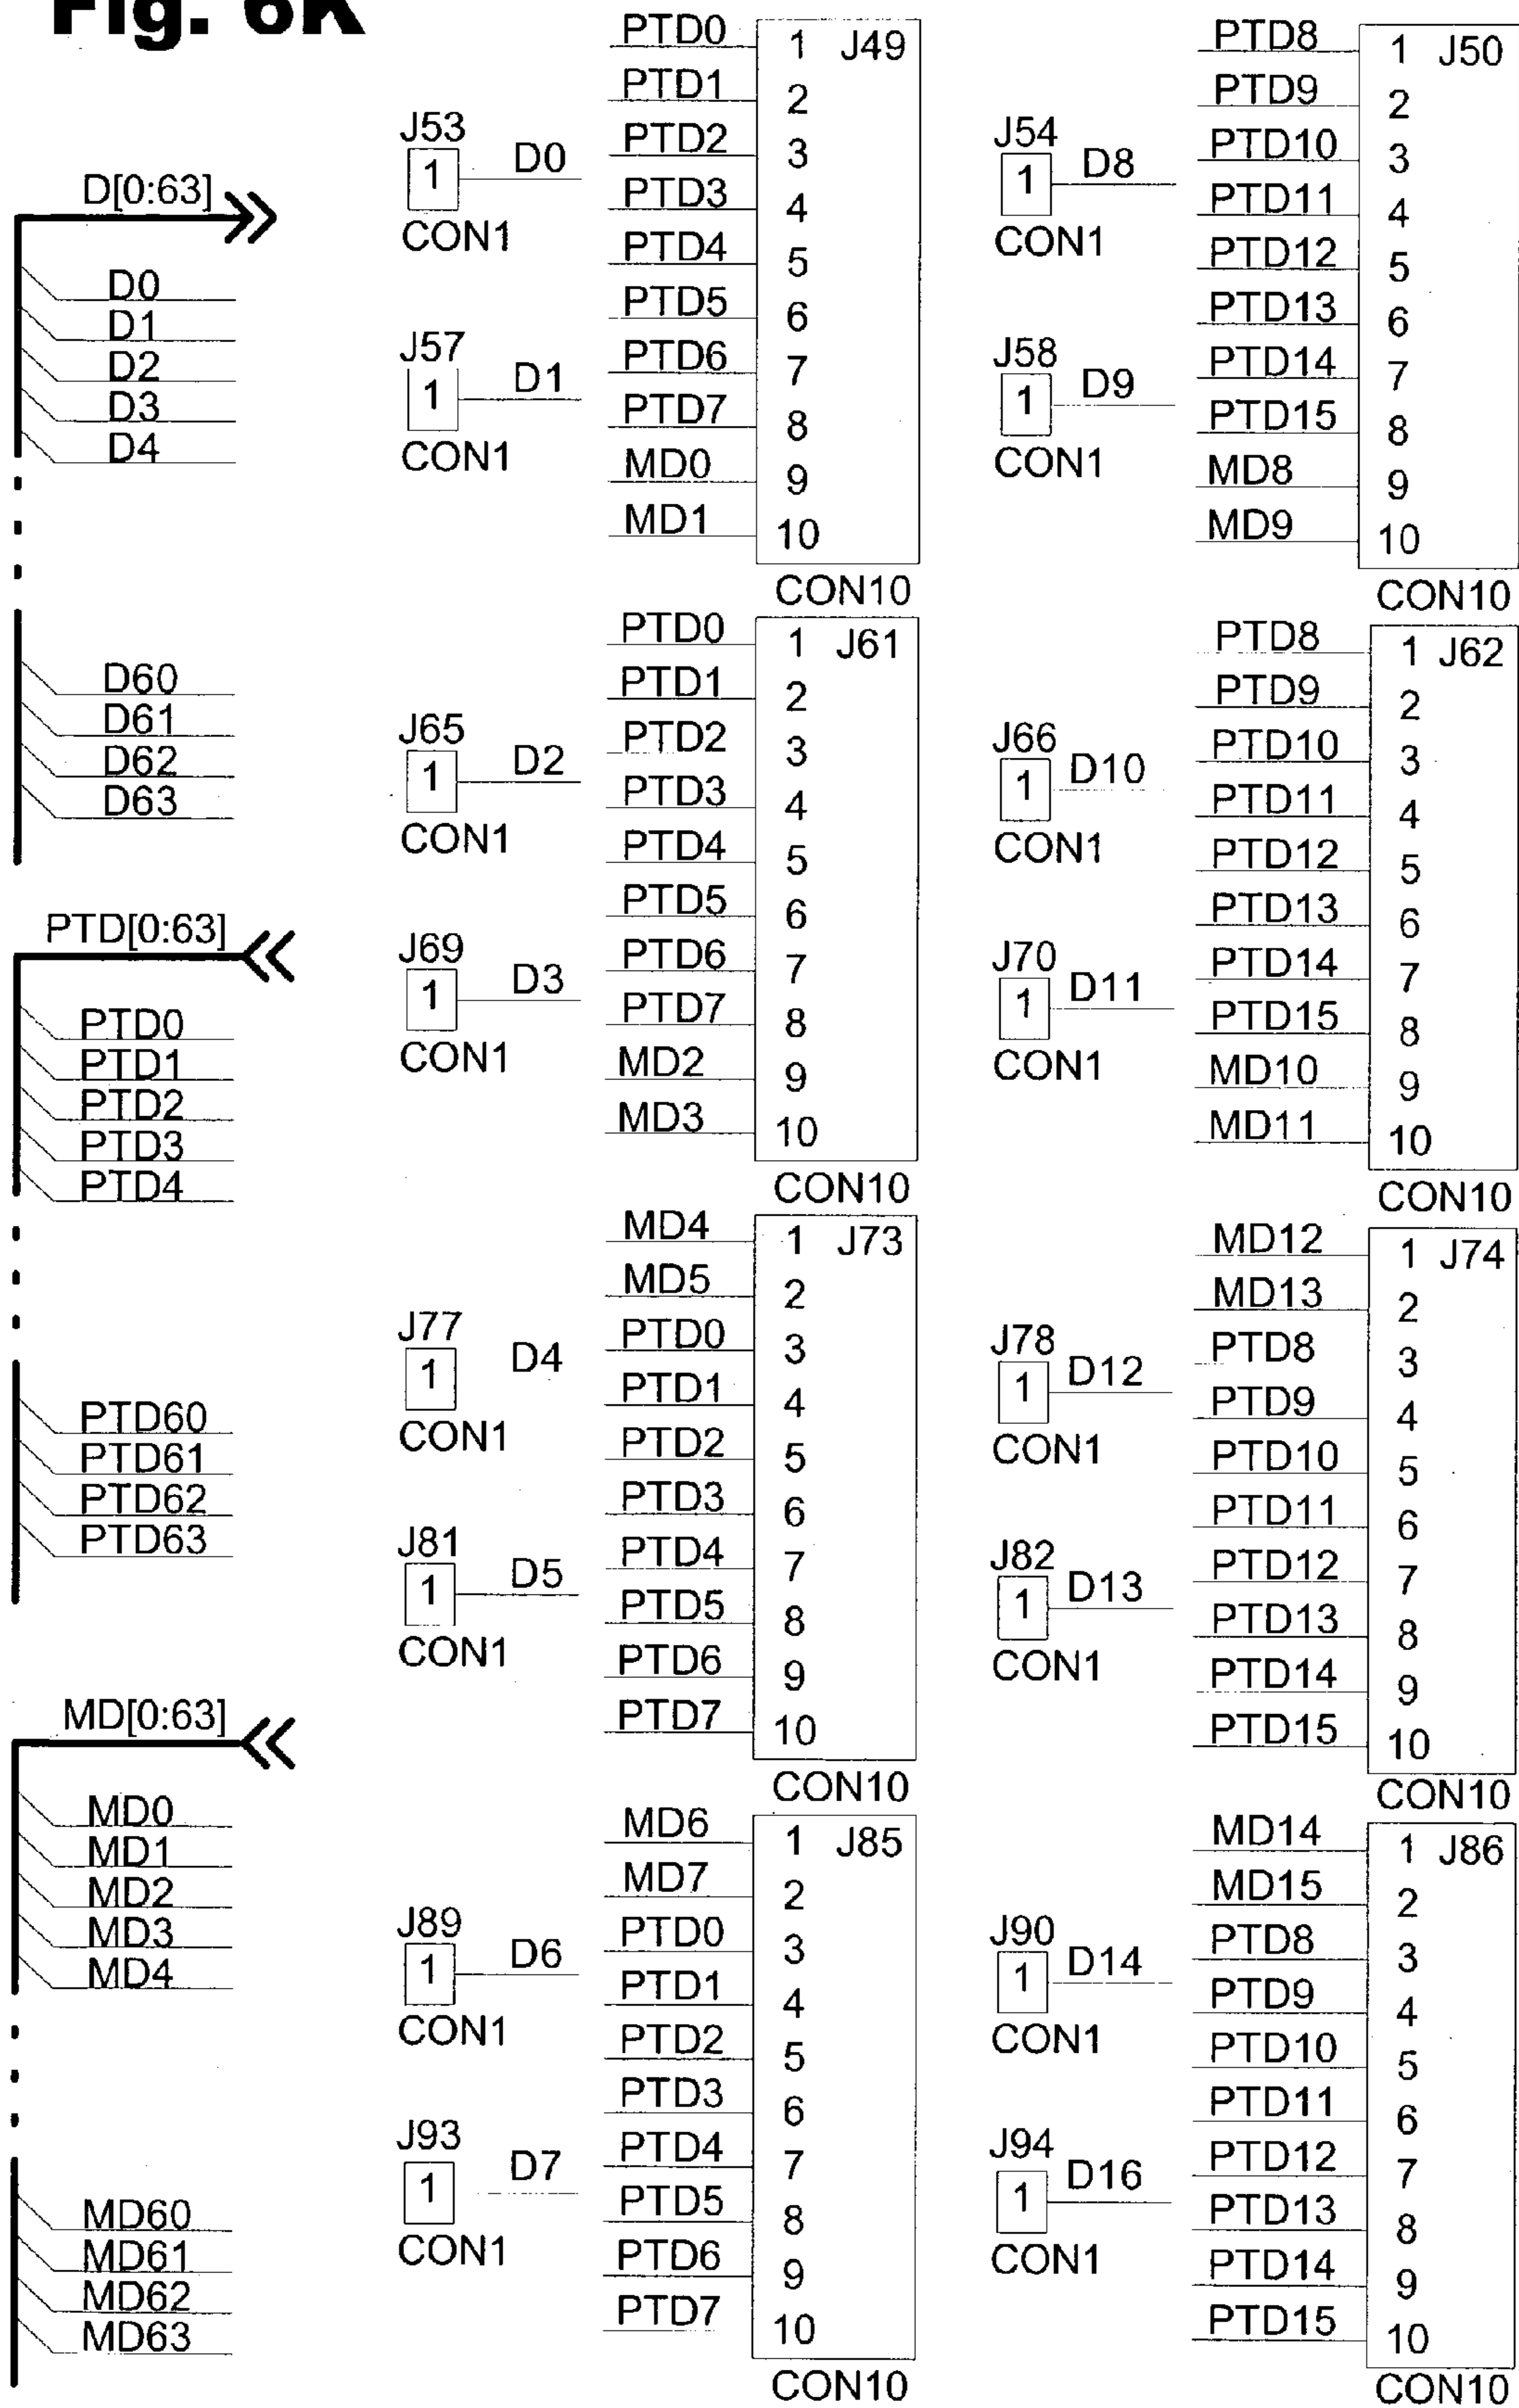 Fig. 6K
D[0:63]
D0
D1
D2
D3
D4
D60
D61
D62
D63
PTD[0:63]
PTD0
PTD1
PTD2
PTD3
PTD4
PTD60
PTD61
PTD62
PTD63
MD[0:63]
MD0
MD1
MD2
MD3
MD4
MD60
MD61
MD62
MD63
J53
1 D0
CON1
J57
1 D1
CON1
PTD0 1 J49
PTD1 2
PTD2 3
PTD3 4
PTD4 5
PTD5 6
PTD6 7
PTD7 8
MD0 9
MD1 10
CON10
J65
1 D2
CON1
J69
1 D3
CON1
PTD0 1 J61
PTD1 2
PTD2 3
PTD3 4
PTD4 5
PTD5 6
PTD6 7
PTD7 8
MD2 9
MD3 10
CON10
J77
1 D4
CON1
J81
1 D5
CON1
MD4 1 J73
MD5 2
PTD0 3
PTD1 4
PTD2 5
PTD3 6
PTD4 7
PTD5 8
PTD6 9
PTD7 10
CON10
J89
1 D6
CON1
J93
1 D7
CON1
MD6 1 J85
MD7 2
PTD0 3
PTD1 4
PTD2 5
PTD3 6
PTD4 7
PTD5 8
PTD6 9
PTD7 10
CON10
J54
1 D8
CON1
J58
1 D9
CON1
PTD8 1 J50
PTD9 2
PTD10 3
PTD11 4
PTD12 5
PTD13 6
PTD14 7
PTD15 8
MD8 9
MD9 10
CON10
J66
1 D10
CON1
J70
1 D11
CON1
PTD8 1 J62
PTD9 2
PTD10 3
PTD11 4
PTD12 5
PTD13 6
PTD14 7
PTD15 8
MD10 9
MD11 10
CON10
J78
1 D12
CON1
J82
1 D13
CON1
MD12 1 J74
MD13 2
PTD8 3
PTD9 4
PTD10 5
PTD11 6
PTD12 7
PTD13 8
PTD14 9
PTD15 10
CON10
J90
1 D14
CON1
J94
1 D16
CON1
MD14 1 J86
MD15 2
PTD8 3
PTD9 4
PTD10 5
PTD11 6
PTD12 7
PTD13 8
PTD14 9
PTD15 10
CON10